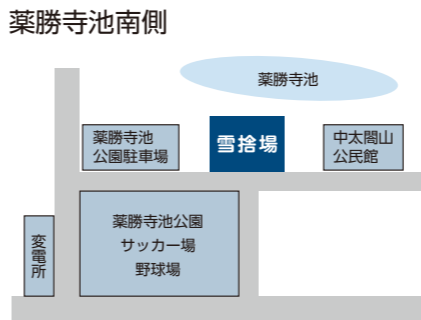 薬勝寺池南側
薬勝寺池
薬勝寺池
公園駐車場
雪捨場
中太閤山
公民館
薬勝寺池公園
サッカー場
野球場
変電所